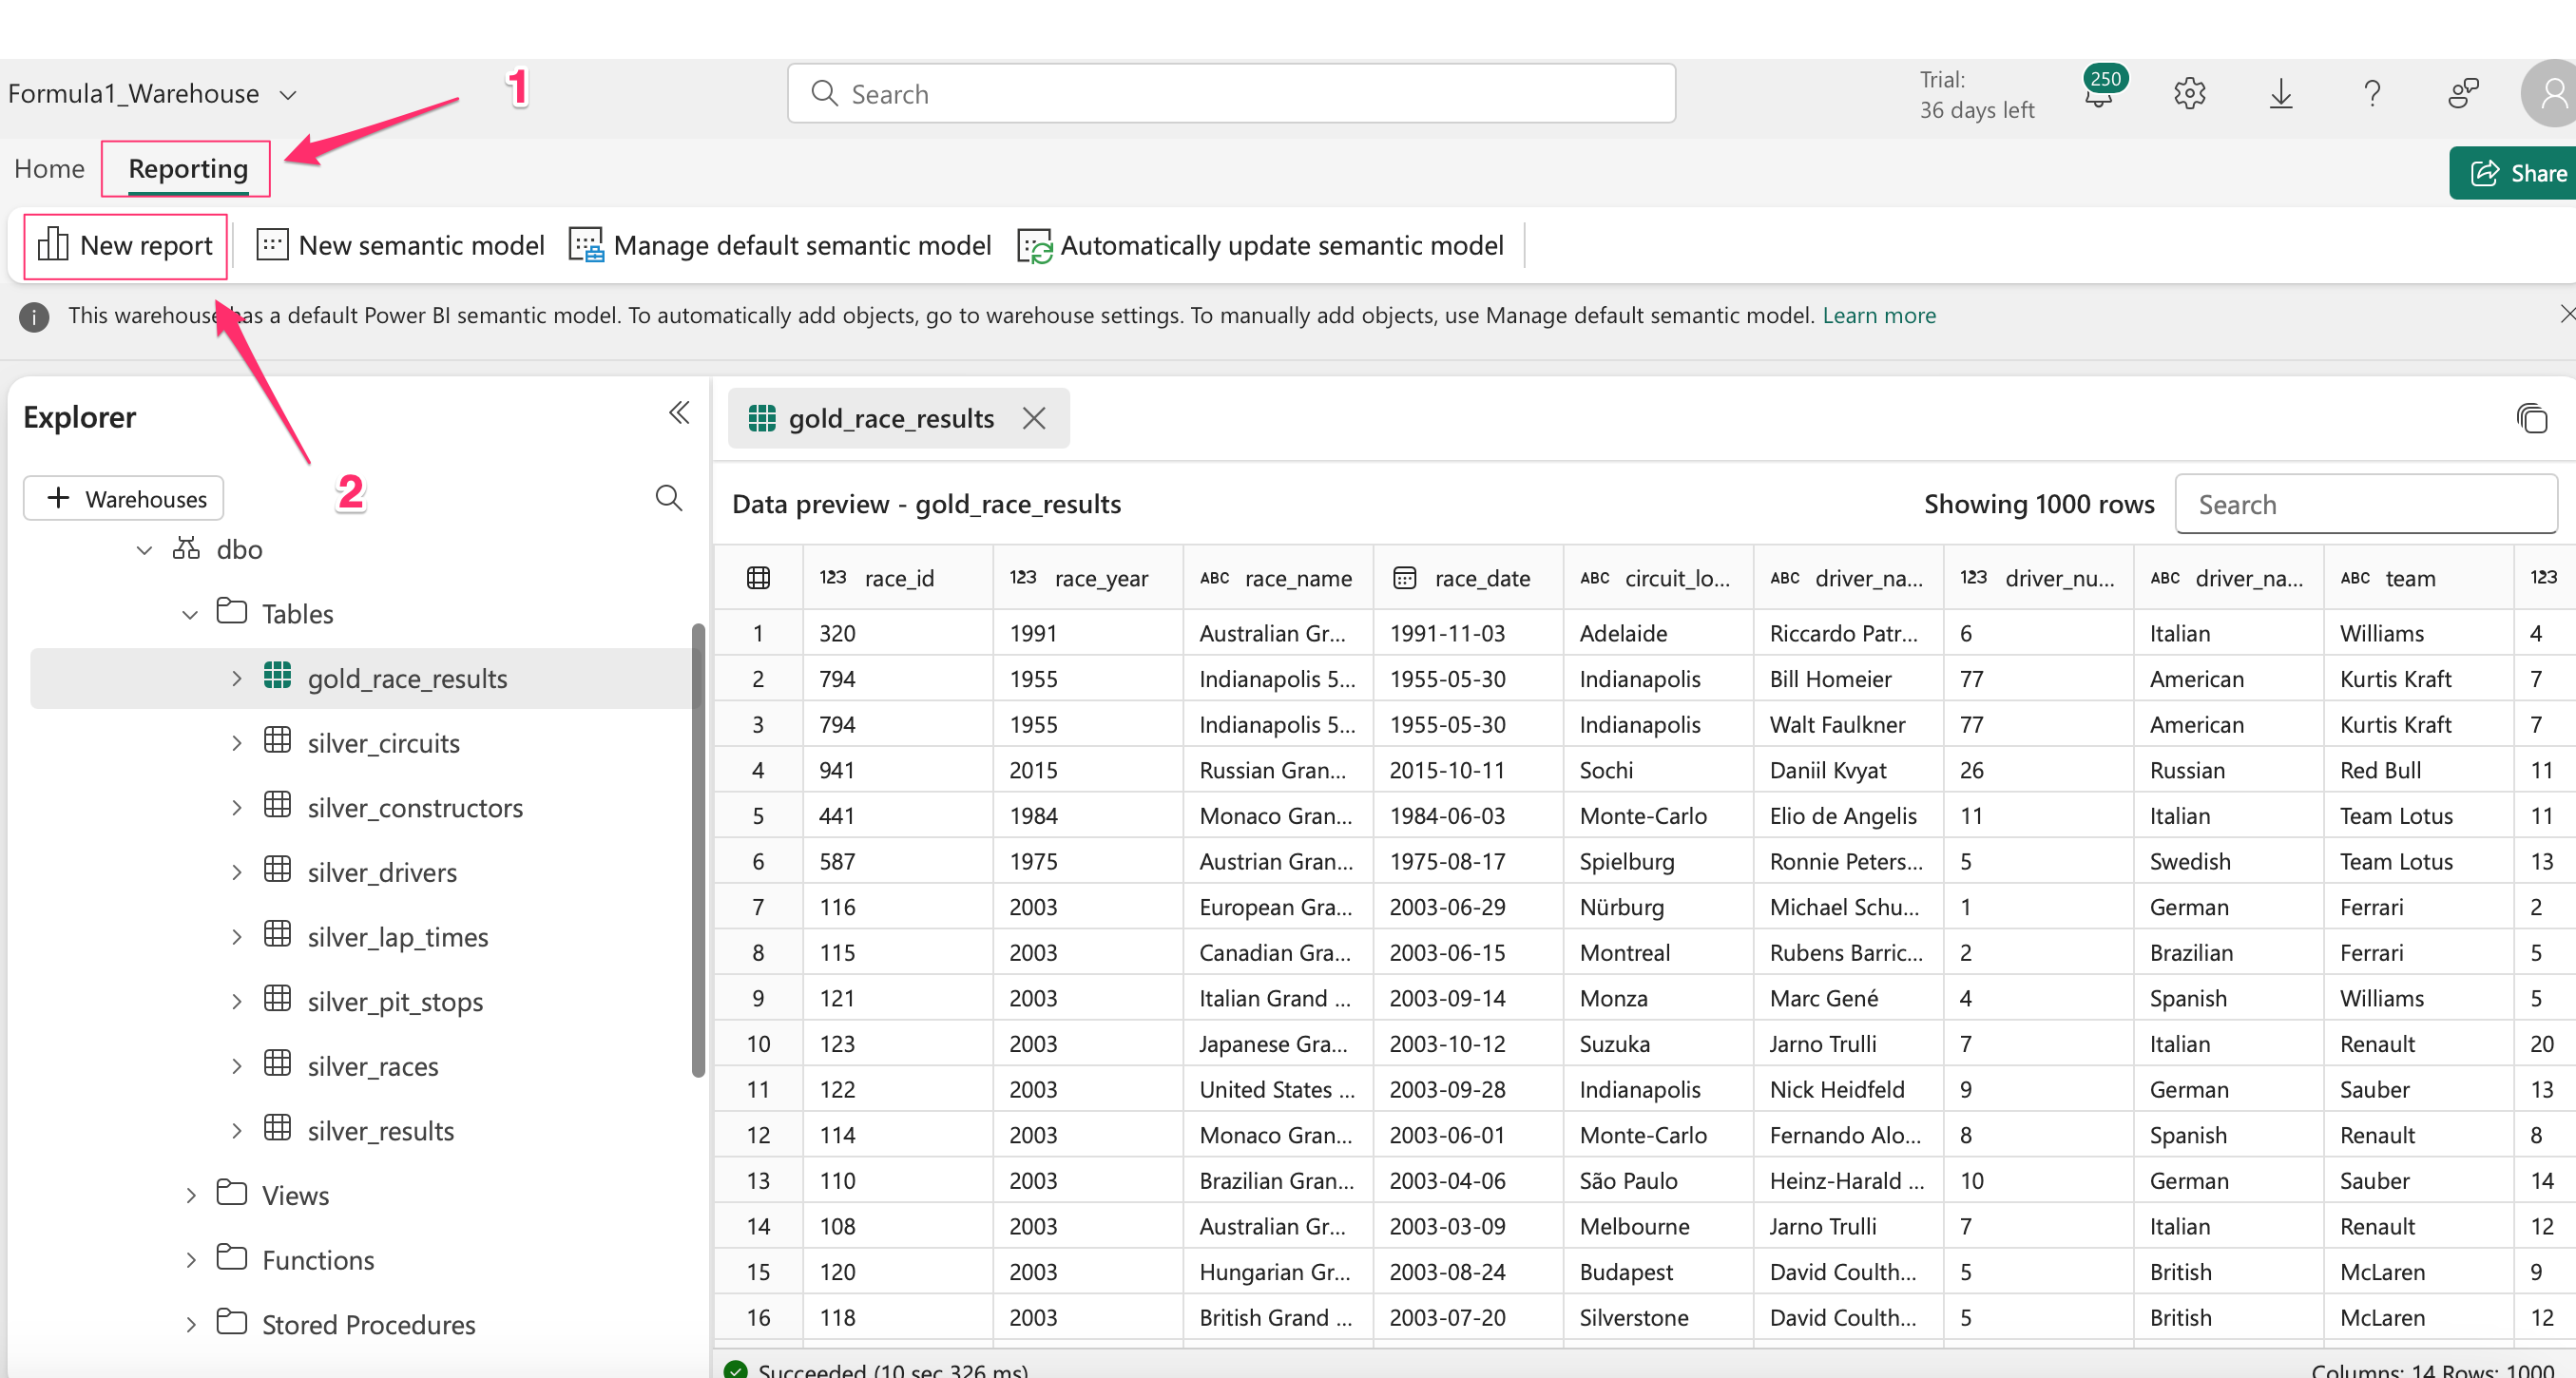 1
Formula1_Warehouse
Search
Trial:
36 days left
250
Home
Reporting
Share
New report
New semantic model
Manage default semantic model
Automatically update semantic model
This warehouse has a default Power BI semantic model. To automatically add objects, go to warehouse settings. To manually add objects, use Manage default semantic model. Learn more
2
Explorer
Warehouses
dbo
Tables
gold_race_results
silver_circuits
silver_constructors
silver_drivers
silver_lap_times
silver_pit_stops
silver_races
silver_results
Views
Functions
Stored Procedures
gold_race_results
Data preview - gold_race_results
Showing 1000 rows
Search
123 race_id 123 race_year ABC race_name race_date ABC circuit_lo... ABC driver_na... 123 driver_nu... ABC driver_na... ABC team 123
1 320 1991 Australian Gr... 1991-11-03 Adelaide Riccardo Patr... 6 Italian Williams 4
2 794 1955 Indianapolis 5... 1955-05-30 Indianapolis Bill Homeier 77 American Kurtis Kraft 7
3 794 1955 Indianapolis 5... 1955-05-30 Indianapolis Walt Faulkner 77 American Kurtis Kraft 7
4 941 2015 Russian Gran... 2015-10-11 Sochi Daniil Kvyat 26 Russian Red Bull 11
5 441 1984 Monaco Gran... 1984-06-03 Monte-Carlo Elio de Angelis 11 Italian Team Lotus 11
6 587 1975 Austrian Gran... 1975-08-17 Spielburg Ronnie Peters... 5 Swedish Team Lotus 13
7 116 2003 European Gra... 2003-06-29 Nürburg Michael Schu... 1 German Ferrari 2
8 115 2003 Canadian Gra... 2003-06-15 Montreal Rubens Barric... 2 Brazilian Ferrari 5
9 121 2003 Italian Grand ... 2003-09-14 Monza Marc Gené 4 Spanish Williams 5
10 123 2003 Japanese Gra... 2003-10-12 Suzuka Jarno Trulli 7 Italian Renault 20
11 122 2003 United States ... 2003-09-28 Indianapolis Nick Heidfeld 9 German Sauber 13
12 114 2003 Monaco Gran... 2003-06-01 Monte-Carlo Fernando Alo... 8 Spanish Renault 8
13 110 2003 Brazilian Gran... 2003-04-06 São Paulo Heinz-Harald ... 10 German Sauber 14
14 108 2003 Australian Gr... 2003-03-09 Melbourne Jarno Trulli 7 Italian Renault 12
15 120 2003 Hungarian Gr... 2003-08-24 Budapest David Coulth... 5 British McLaren 9
16 118 2003 British Grand ... 2003-07-20 Silverstone David Coulth... 5 British McLaren 12
Succeeded (10 sec 326 ms)
Columns: 14 Rows: 1000